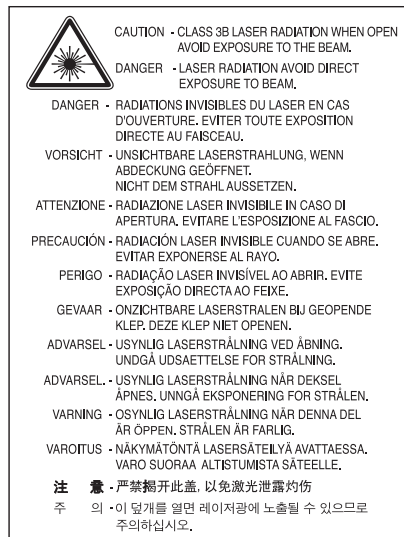 CAUTION - CLASS 3B LASER RADIATION WHEN OPEN
AVOID EXPOSURE TO THE BEAM.
DANGER - LASER RADIATION AVOID DIRECT
EXPOSURE TO BEAM.
DANGER - RADIATIONS INVISIBLES DU LASER EN CAS
D'OUVERTURE. EVITER TOUTE EXPOSITION
DIRECTE AU FAISCEAU.
VORSICHT - UNSICHTBARE LASERSTRAHLUNG, WENN
ABDECKUNG GEÖFFNET.
NICHT DEM STRAHL AUSSETZEN.
ATTENZIONE - RADIAZIONE LASER INVISIBILE IN CASO DI
APERTURA. EVITARE L'ESPOSIZIONE AL FASCIO.
PRECAUCIÓN - RADIACIÓN LASER INVISIBLE CUANDO SE ABRE.
EVITAR EXPONERSE AL RAYO.
PERIGO - RADIAÇÃO LASER INVISÍVEL AO ABRIR. EVITE
EXPOSIÇÃO DIRECTA AO FEIXE.
GEVAAR - ONZICHTBARE LASERSTRALEN BIJ GEOPENDE
KLEP. DEZE KLEP NIET OPENEN.
ADVARSEL - USYNLIG LASERSTRÅLNING VED ÅBNING.
UNDGÅ UDSAETTELSE FOR STRÅLNING.
ADVARSEL. - USYNLIG LASERSTRÅLNING NÅR DEKSEL
ÅPNES. UNNGÅ EKSPONERING FOR STRÅLEN.
VARNING - OSYNLIG LASERSTRÅLNING NÄR DENNA DEL
ÄR ÖPPEN. STRÅLEN ÄR FARLIG.
VAROITUS - NÄKYMÄTÖNTÄ LASERSÄTEILYÄ AVATTAESSA.
VARO SUORAA ALTISTUMISTA SÄTEELLE.
注 意 - 严禁揭开此盖, 以免激光泄露灼伤
주 의 - 이 덮개를 열면 레이저광에 노출될 수 있으므로
주의하십시오.